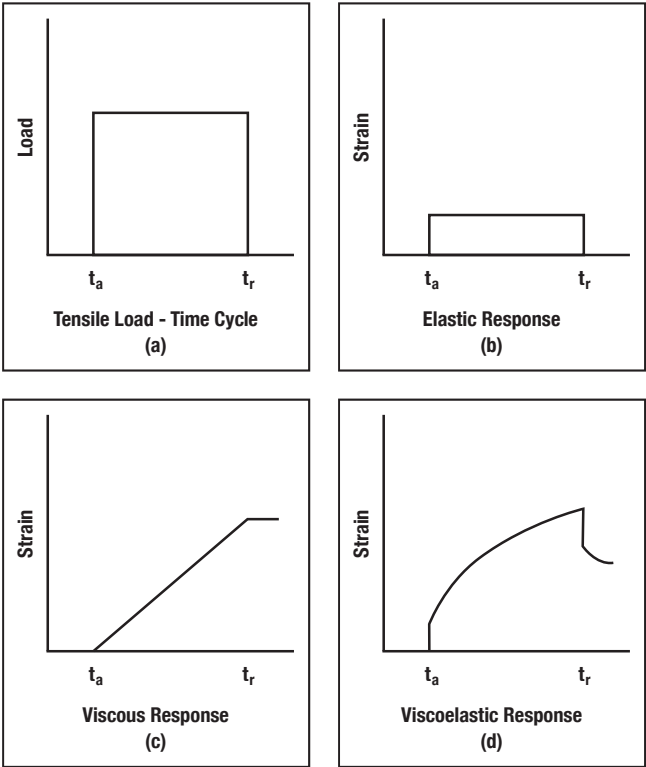 Load
tₐ
tᵣ
Tensile Load - Time Cycle
(a)
Strain
tₐ
tᵣ
Elastic Response
(b)
Strain
tₐ
tᵣ
Viscous Response
(c)
Strain
tₐ
tᵣ
Viscoelastic Response
(d)